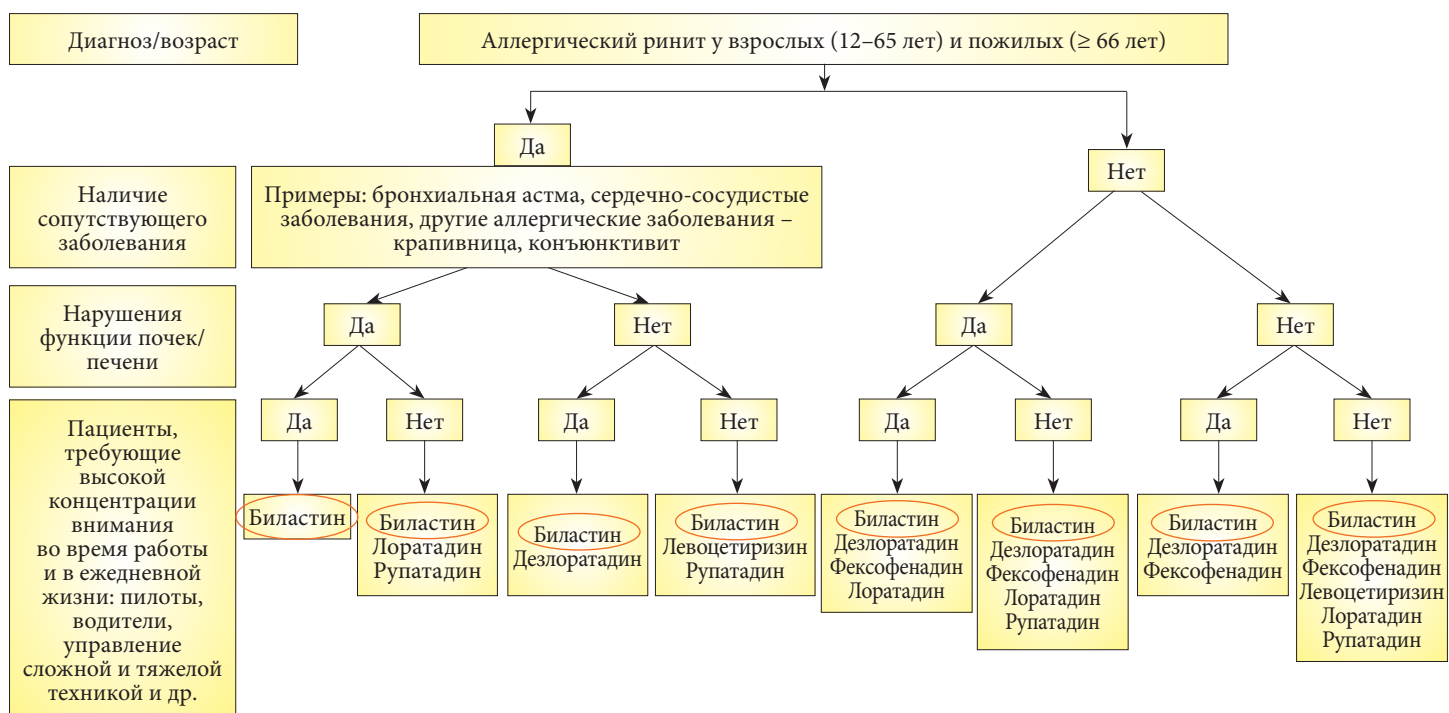 Диагноз/возраст
Аллергический ринит у взрослых (12–65 лет) и пожилых (≥ 66 лет)
Да
Нет
Наличие
сопутствующего
заболевания
Примеры: бронхиальная астма, сердечно-сосудистые
заболевания, другие аллергические заболевания –
крапивница, конъюнктивит
Нарушения
функции почек/
печени
Да
Нет
Да
Нет
Пациенты,
требующие
высокой
концентрации
внимания
во время работы
и в ежедневной
жизни: пилоты,
водители,
управление
сложной и тяжелой
техникой и др.
Да
Нет
Да
Нет
Да
Нет
Да
Нет
Биластин
Биластин
Лоратадин
Рупатадин
Биластин
Дезлоратадин
Биластин
Левоцетиризин
Рупатадин
Биластин
Дезлоратадин
Фексофенадин
Лоратадин
Биластин
Дезлоратадин
Фексофенадин
Лоратадин
Рупатадин
Биластин
Дезлоратадин
Фексофенадин
Биластин
Дезлоратадин
Фексофенадин
Левоцетиризин
Лоратадин
Рупатадин